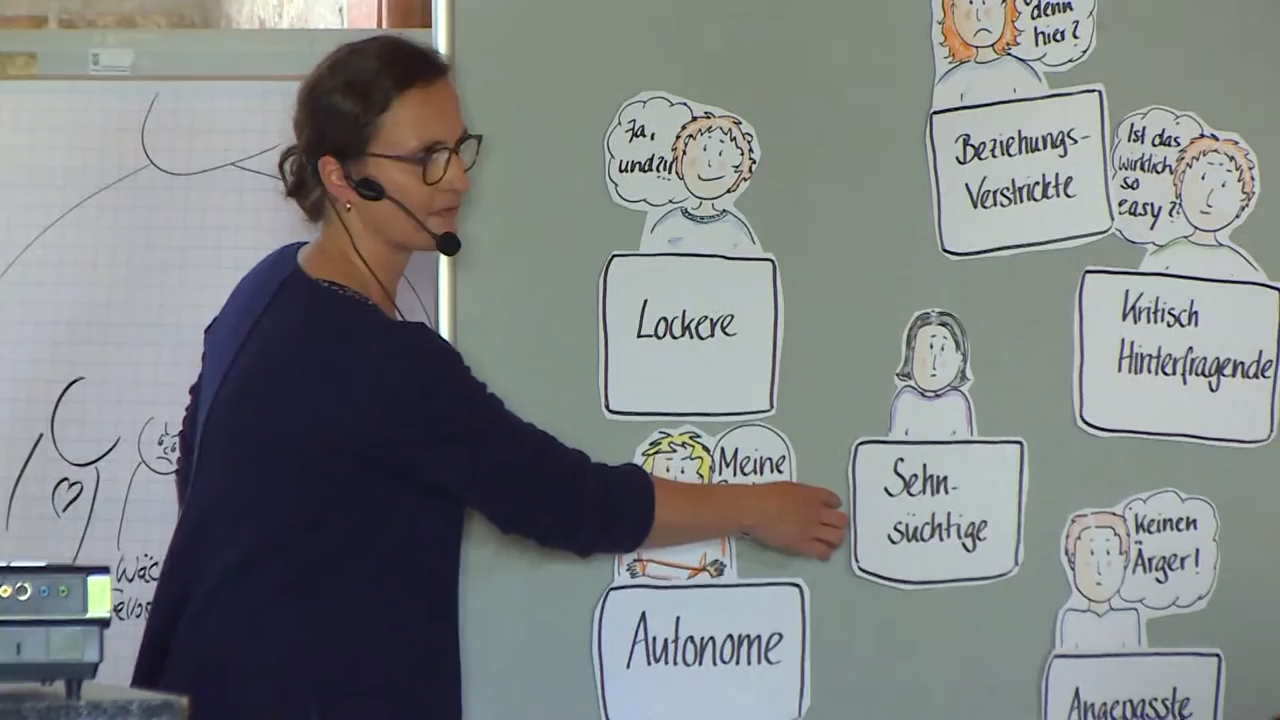 denn
hier?
Beziehungs-
Verstrickte
Ja,
und?!
Lockere
Ist das
wirklich
so
easy?
Kritisch
Hinterfragende
Sehn-
süchtige
Meine
Autonome
Keinen
Ärger!
Angepasste